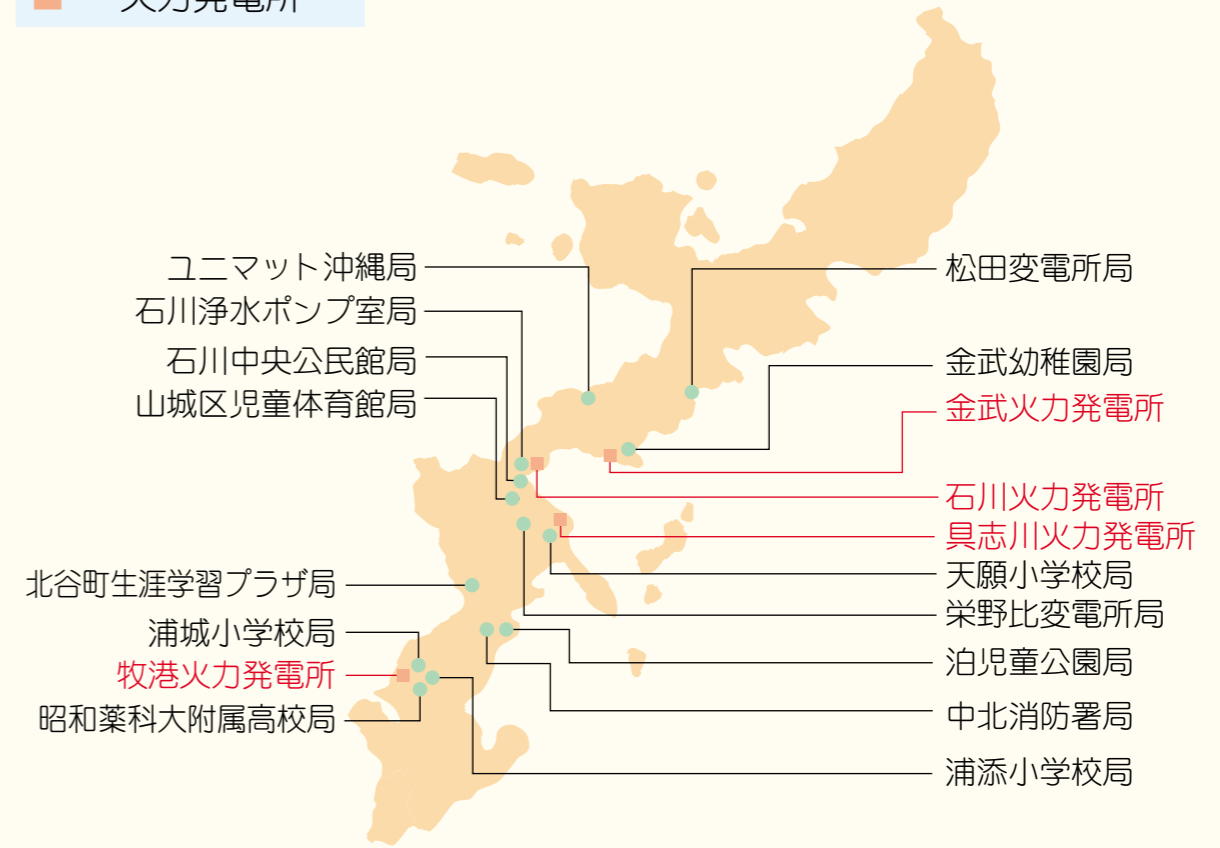 火力発電所
ユニマット沖縄局
石川浄水ポンプ室局
石川中央公民館局
山城区児童体育館局
北谷町生涯学習プラザ局
浦城小学校局
牧港火力発電所
昭和薬科大附属高校局
松田変電所局
金武幼稚園局
金武火力発電所
石川火力発電所
具志川火力発電所
天願小学校局
栄野比変電所局
泊児童公園局
中北消防署局
浦添小学校局